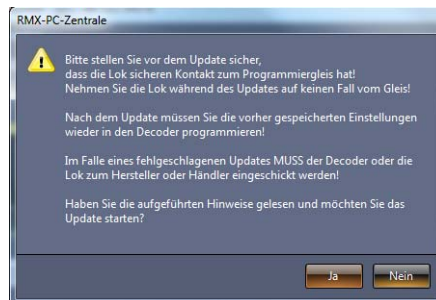 RMX-PC-Zentrale
Bitte stellen Sie vor dem Update sicher,
dass die Lok sicheren Kontakt zum Programmiergleis hat!
Nehmen Sie die Lok während des Updates auf keinen Fall vom Gleis!
Nach dem Update müssen Sie die vorher gespeicherten Einstellungen
wieder in den Decoder programmieren!
Im Falle eines fehlgeschlagenen Updates MUSS der Decoder oder die
Lok zum Hersteller oder Händler eingeschickt werden!
Haben Sie die aufgeführten Hinweise gelesen und möchten Sie das
Update starten?
Ja
Nein